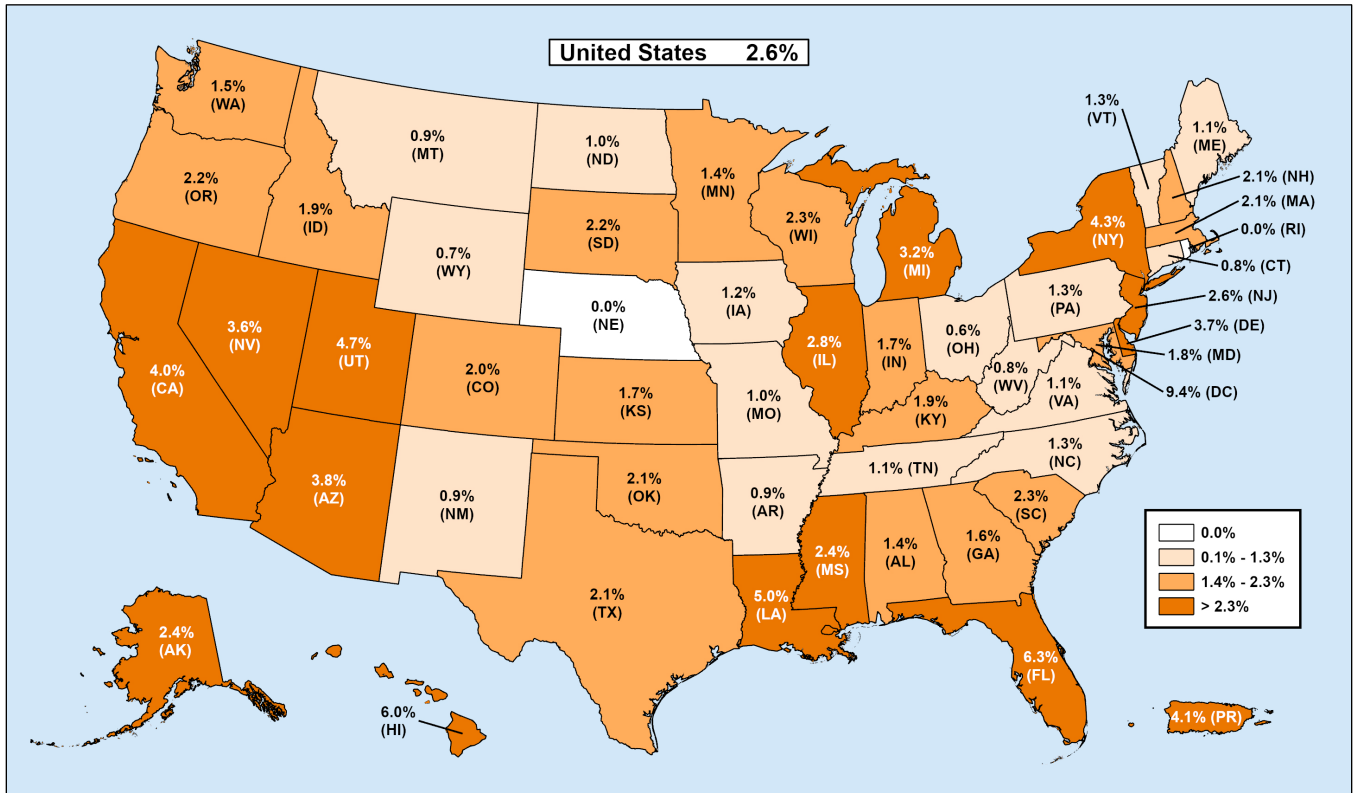 United States 2.6%
1.5%
(WA)
2.2%
(OR)
1.9%
(ID)
0.9%
(MT)
1.0%
(ND)
1.4%
(MN)
2.3%
(WI)
3.2%
(MI)
4.3%
(NY)
1.3%
(VT)
1.1%
(ME)
2.1% (NH)
2.1% (MA)
0.0% (RI)
0.8% (CT)
2.6% (NJ)
3.7% (DE)
1.8% (MD)
9.4% (DC)
0.7%
(WY)
2.2%
(SD)
0.0%
(NE)
1.2%
(IA)
2.8%
(IL)
1.7%
(IN)
0.6%
(OH)
1.3%
(PA)
0.8%
(WV)
1.1%
(VA)
4.0%
(CA)
3.6%
(NV)
4.7%
(UT)
2.0%
(CO)
1.7%
(KS)
1.0%
(MO)
1.9%
(KY)
1.1% (TN)
1.3%
(NC)
3.8%
(AZ)
0.9%
(NM)
2.1%
(OK)
0.9%
(AR)
2.3%
(SC)
2.1%
(TX)
5.0%
(LA)
2.4%
(MS)
1.4%
(AL)
1.6%
(GA)
6.3%
(FL)
2.4%
(AK)
6.0%
(HI)
4.1% (PR)
0.0%
0.1% - 1.3%
1.4% - 2.3%
> 2.3%